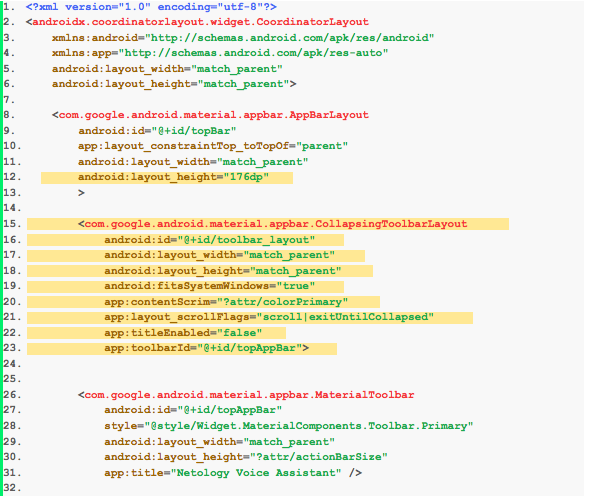 1. <?xml version="1.0" encoding="utf-8"?>
2. <androidx.coordinatorlayout.widget.CoordinatorLayout
3.     xmlns:android="http://schemas.android.com/apk/res/android"
4.     xmlns:app="http://schemas.android.com/apk/res-auto"
5.     android:layout_width="match_parent"
6.     android:layout_height="match_parent">
7.
8.     <com.google.android.material.appbar.AppBarLayout
9.         android:id="@+id/topBar"
10.         app:layout_constraintTop_toTopOf="parent"
11.         android:layout_width="match_parent"
12.         android:layout_height="176dp"
13.         >
14.
15.         <com.google.android.material.appbar.CollapsingToolbarLayout
16.             android:id="@+id/toolbar_layout"
17.             android:layout_width="match_parent"
18.             android:layout_height="match_parent"
19.             android:fitsSystemWindows="true"
20.             app:contentScrim="?attr/colorPrimary"
21.             app:layout_scrollFlags="scroll|exitUntilCollapsed"
22.             app:titleEnabled="false"
23.             app:toolbarId="@+id/topAppBar">
24.
25.
26.         <com.google.android.material.appbar.MaterialToolbar
27.             android:id="@+id/topAppBar"
28.             style="@style/Widget.MaterialComponents.Toolbar.Primary"
29.             android:layout_width="match_parent"
30.             android:layout_height="?attr/actionBarSize"
31.             app:title="Netology Voice Assistant" />
32.